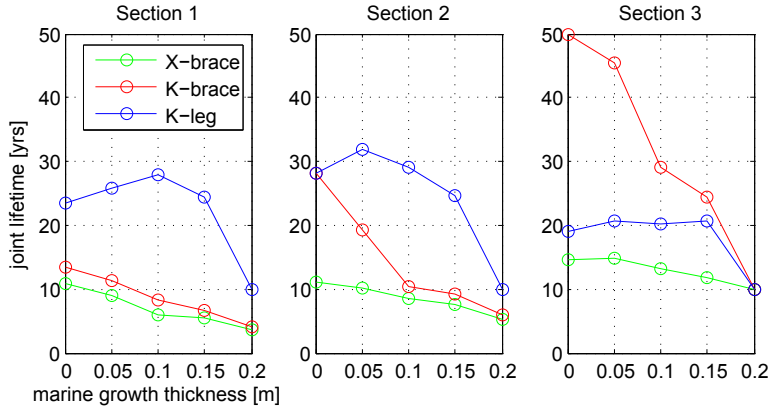 Section 1
Section 2
Section 3
joint lifetime [yrs]
50
40
30
20
10
0
X-brace
K-brace
K-leg
0 0.05 0.1 0.15 0.2
marine growth thickness [m]
50
40
30
20
10
0
0 0.05 0.1 0.15 0.2
50
40
30
20
10
0
0 0.05 0.1 0.15 0.2